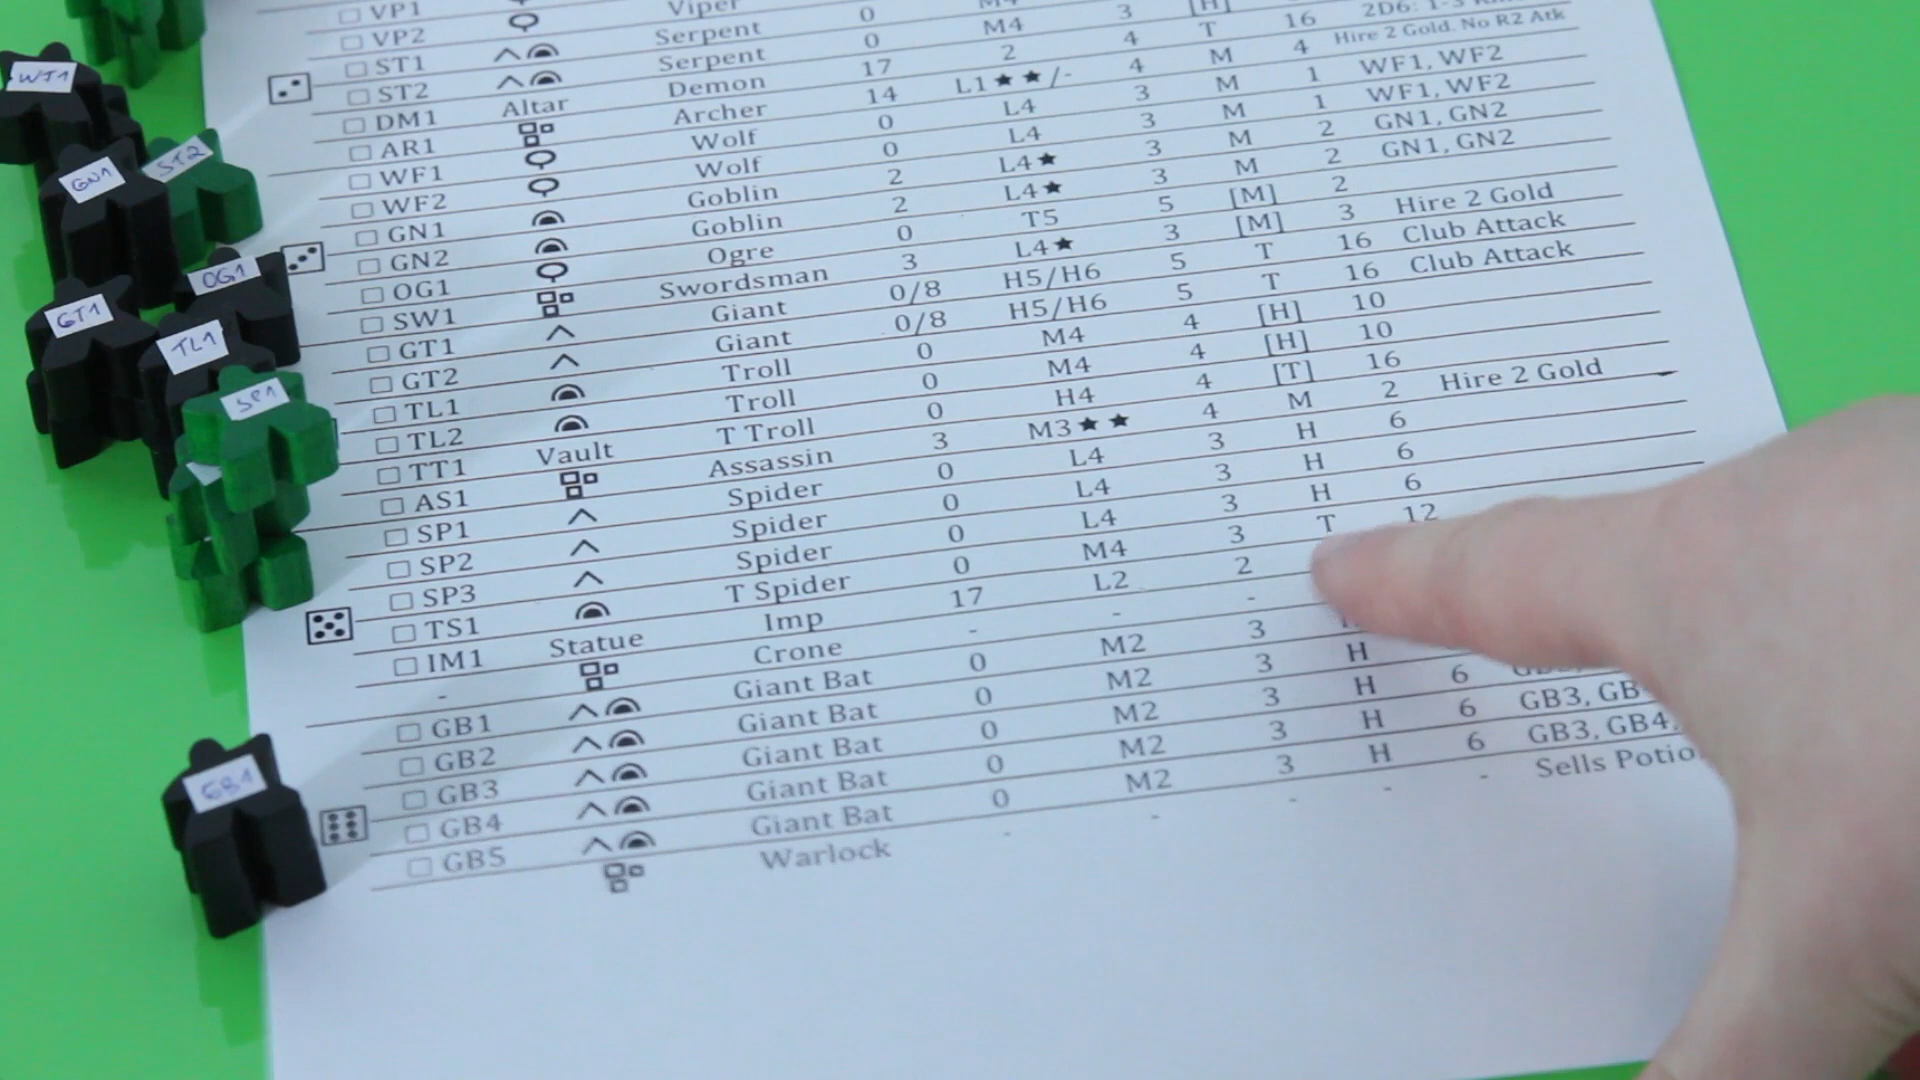 VP1
VP2 Viper
ST1 Serpent 0
ST2 Serpent 0 M4 3 [H]
DM1 Altar Demon 17 2 4 T 16 2D6: 1-3
AR1 Archer 14 L1★★/- 4 M 4 Hire 2 Gold. No R2 Atk
WF1 Wolf 0 L4 3 M 1 WF1, WF2
WF2 Wolf 0 L4 3 M 1 WF1, WF2
GN1 Goblin 2 L4★ 3 M 2 GN1, GN2
GN2 Goblin 2 L4★ 3 M 2 GN1, GN2
OG1 Ogre 0 T5 5 [M] 2
SW1 Swordsman 3 L4★ 3 [M] 3 Hire 2 Gold
GT1 Giant 0/8 H5/H6 5 T 16 Club Attack
GT2 Giant 0/8 H5/H6 5 T 16 Club Attack
TL1 Troll 0 M4 4 [H] 10
TL2 Troll 0 M4 4 [H] 10
TT1 Vault T Troll 0 H4 4 [T] 16
AS1 Assassin 3 M3★★ 4 M 2 Hire 2 Gold
SP1 Spider 0 L4 3 H 6
SP2 Spider 0 L4 3 H 6
SP3 Spider 0 L4 3 H 6
TS1 T Spider 0 M4 3 T 12
IM1 Statue Imp 17 L2 2
- Crone - - -
GB1 Giant Bat 0 M2 3
GB2 Giant Bat 0 M2 3 H
GB3 Giant Bat 0 M2 3 H 6
GB4 Giant Bat 0 M2 3 H 6 GB3,
GB5 Giant Bat 0 M2 3 H 6 GB3, GB4,
Warlock - - - - - Sells
ST2
GN1
OG1
GT1
TL1
SP1
GB1